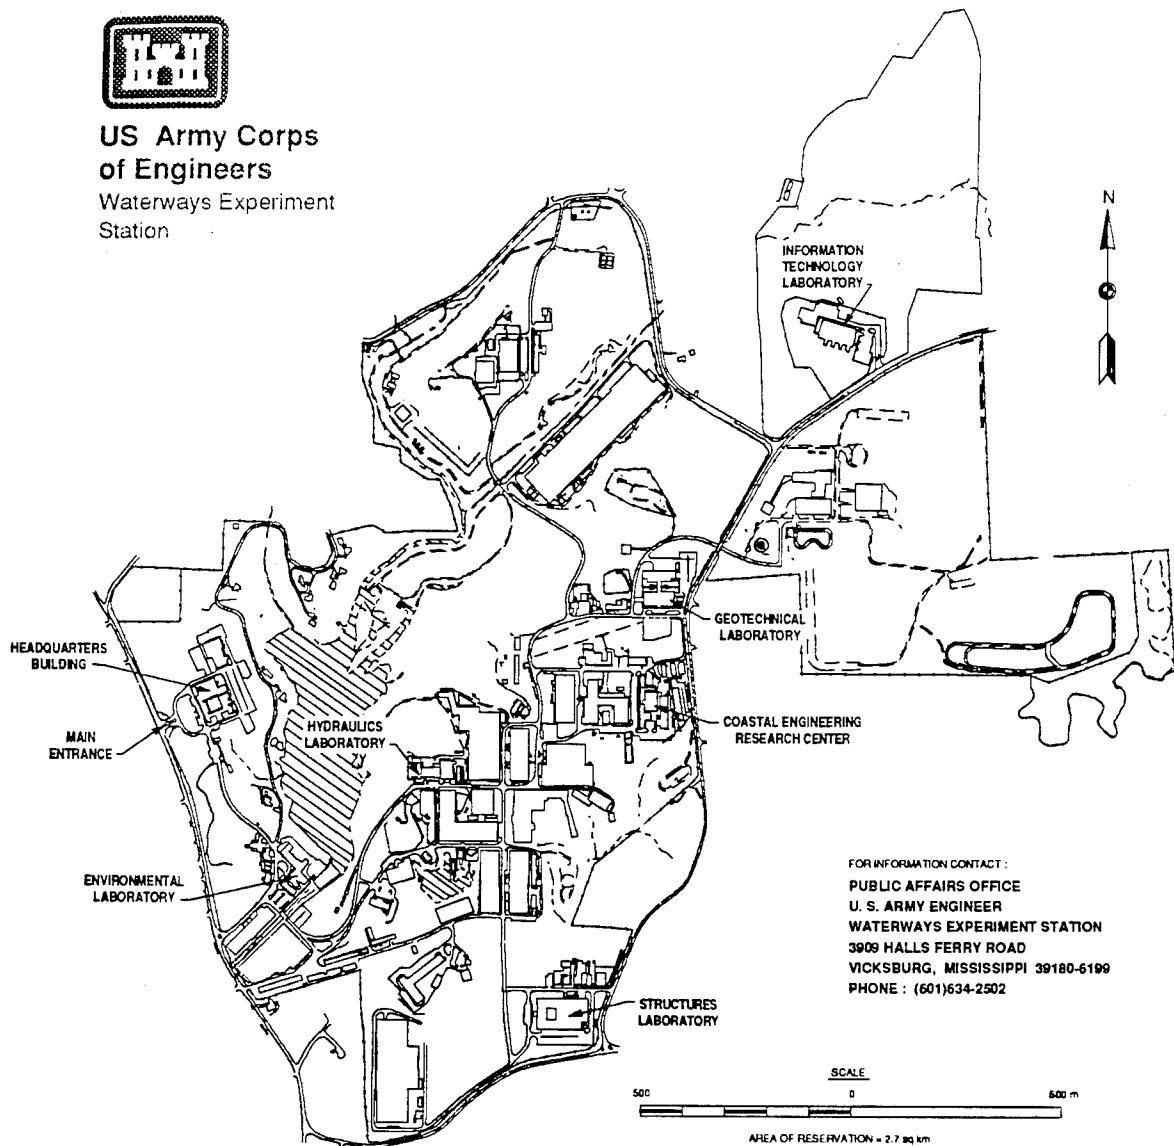 US Army Corps
of Engineers
Waterways Experiment
Station
N
INFORMATION
TECHNOLOGY
LABORATORY
GEOTECHNICAL
LABORATORY
HEADQUARTERS
BUILDING
MAIN
ENTRANCE
HYDRAULICS
LABORATORY
COASTAL ENGINEERING
RESEARCH CENTER
ENVIRONMENTAL
LABORATORY
STRUCTURES
LABORATORY
FOR INFORMATION CONTACT :
PUBLIC AFFAIRS OFFICE
U. S. ARMY ENGINEER
WATERWAYS EXPERIMENT STATION
3909 HALLS FERRY ROAD
VICKSBURG, MISSISSIPPI 39180-6199
PHONE : (601)634-2502
SCALE
500 0 500 m
AREA OF RESERVATION = 2.7 sq km